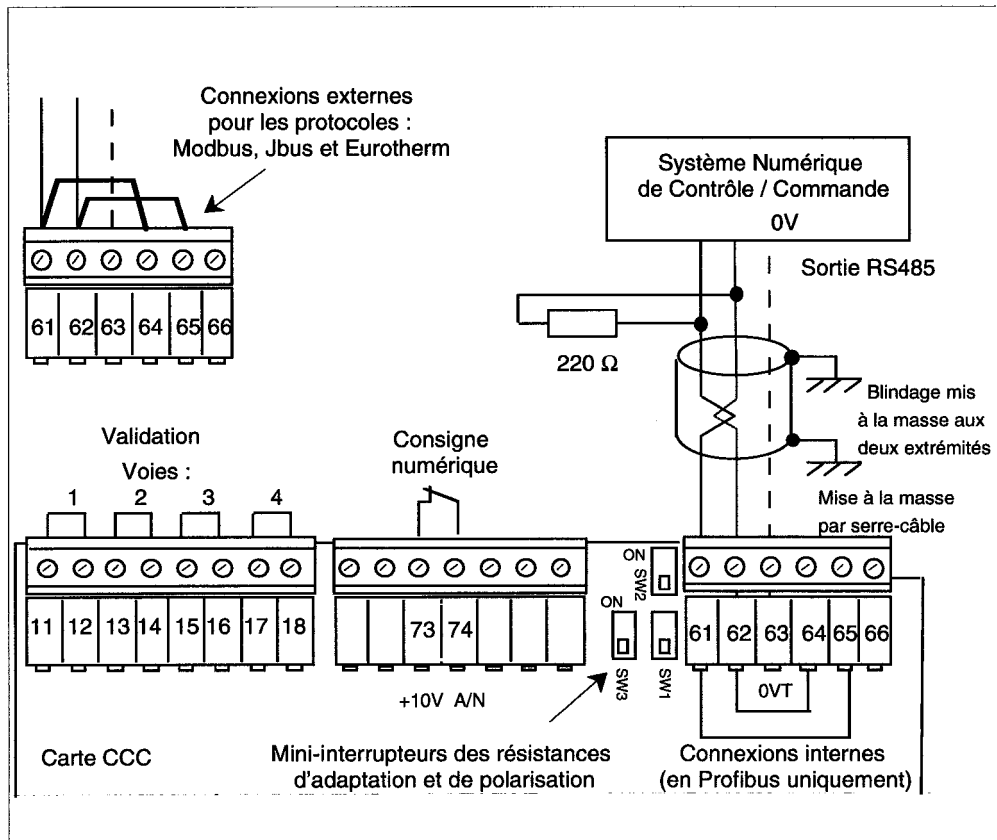 Connexions externes
pour les protocoles :
Modbus, Jbus et Eurotherm
61 62 63 64 65 66
Système Numérique
de Contrôle / Commande
0V
Sortie RS485
220 Ω
Blindage mis
à la masse aux
deux extrémités
Mise à la masse
par serre-câble
Validation
Voies :
1 2 3 4
Consigne
numérique
11 12 13 14 15 16 17 18
73 74
+10V A/N
ON
SW2
ON
SW3
SW1
61 62 63 64 65 66
0VT
Carte CCC
Mini-interrupteurs des résistances
d'adaptation et de polarisation
Connexions internes
(en Profibus uniquement)